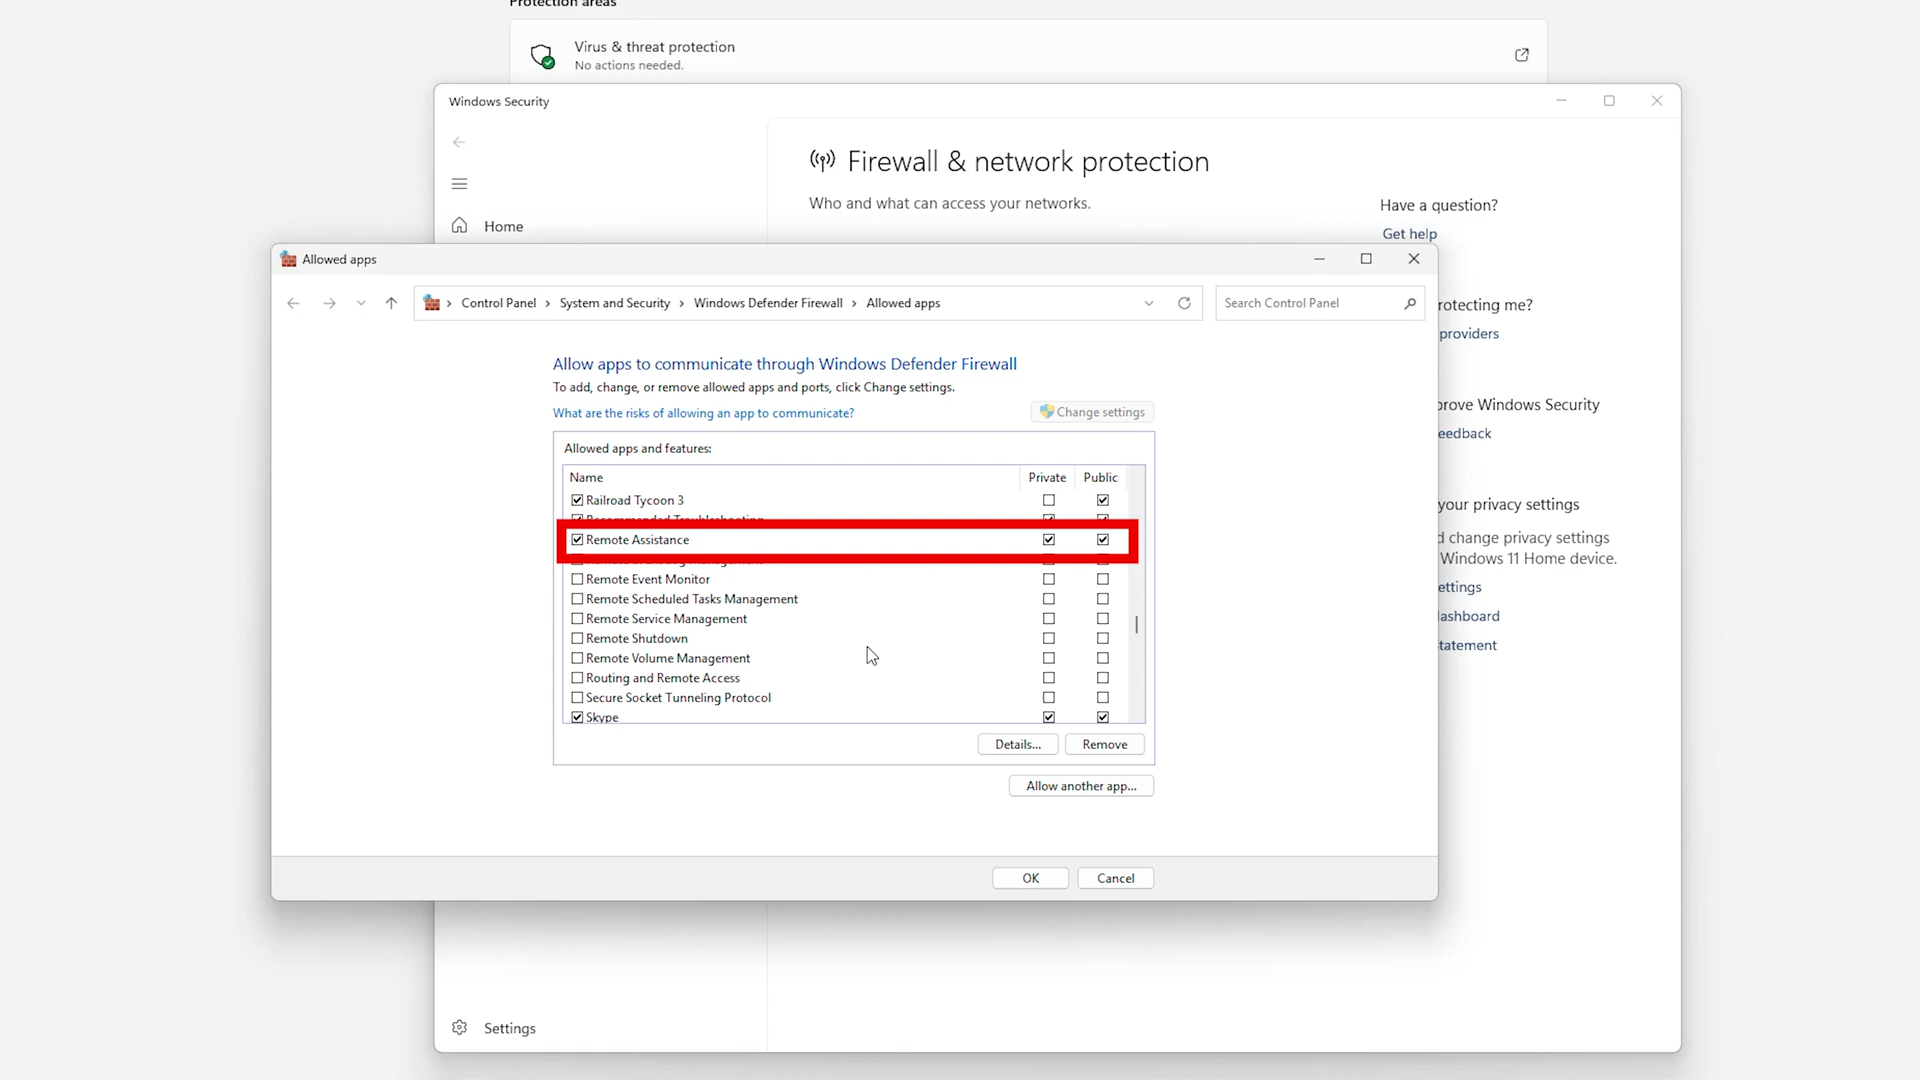 Protection areas
Virus & threat protection
No actions needed.
Windows Security
Firewall & network protection
Who and what can access your networks.
Have a question?
Get help
Home
Allowed apps
Control Panel > System and Security > Windows Defender Firewall > Allowed apps
Search Control Panel
rotecting me?
providers
Allow apps to communicate through Windows Defender Firewall
To add, change, or remove allowed apps and ports, click Change settings.
What are the risks of allowing an app to communicate?
Change settings
prove Windows Security
eedback
Allowed apps and features:
Name Private Public
Railroad Tycoon 3
Recommended Troubleshooting
Remote Assistance
Remote Event Monitor
Remote Scheduled Tasks Management
Remote Service Management
Remote Shutdown
Remote Volume Management
Routing and Remote Access
Secure Socket Tunneling Protocol
Skype
your privacy settings
d change privacy settings
Windows 11 Home device.
ettings
dashboard
tatement
Details...
Remove
Allow another app...
OK
Cancel
Settings